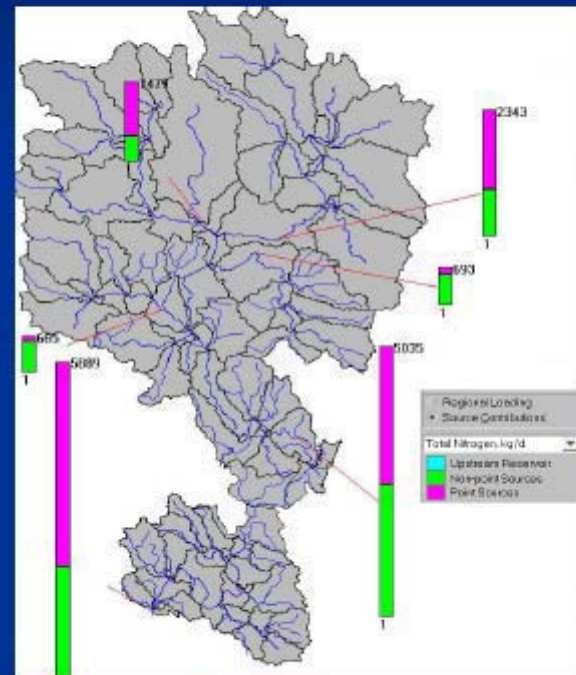 2343
1
693
1
685
1
5035
1
Regional Loading
Source Contributions
Total Nitrogen, kg/d
Upstream Reservoir
Non-point Sources
Point Sources